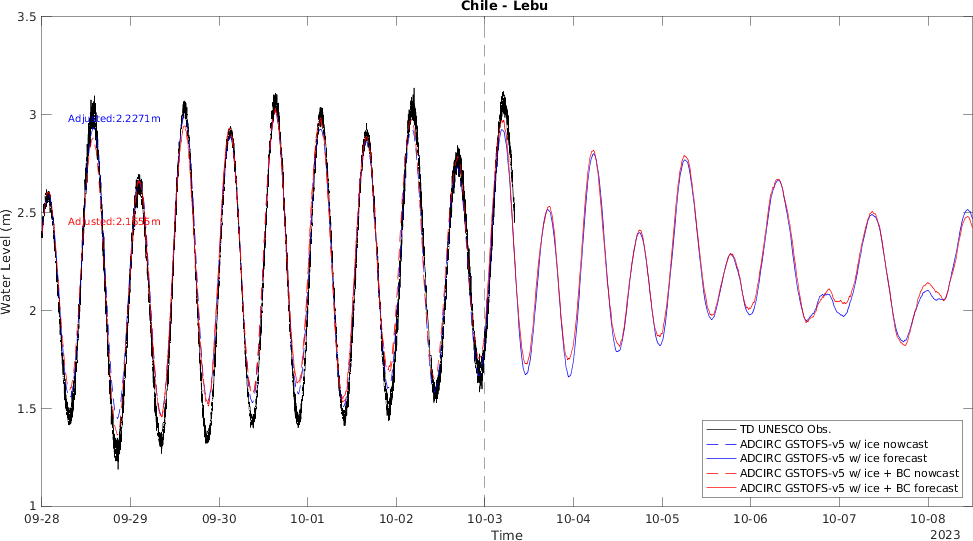 Chile - Lebu
3.5
3
2.5
2
1.5
1
Water Level (m)
Adjusted:2.2271m
Adjusted:2.1656m
TD UNESCO Obs.
ADCIRC GSTOFS-v5 w/ ice nowcast
ADCIRC GSTOFS-v5 w/ ice forecast
ADCIRC GSTOFS-v5 w/ ice + BC nowcast
ADCIRC GSTOFS-v5 w/ ice + BC forecast
09-28 09-29 09-30 10-01 10-02 10-03 10-04 10-05 10-06 10-07 10-08
2023
Time